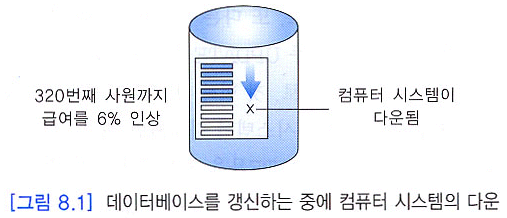 320번째 사원까지
급여를 6% 인상
X
컴퓨터 시스템이
다운됨
[그림 8.1] 데이터베이스를 갱신하는 중에 컴퓨터 시스템의 다운